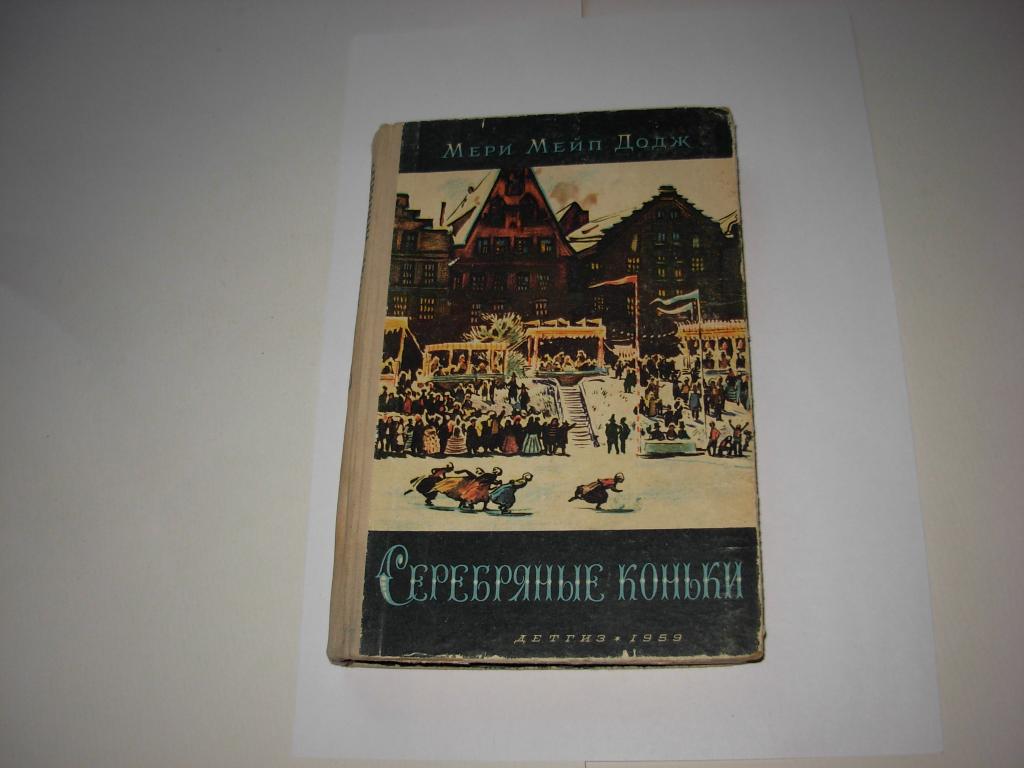 Мери Мейп Додж
Серебряные коньки
ДЕТГИЗ * 1959